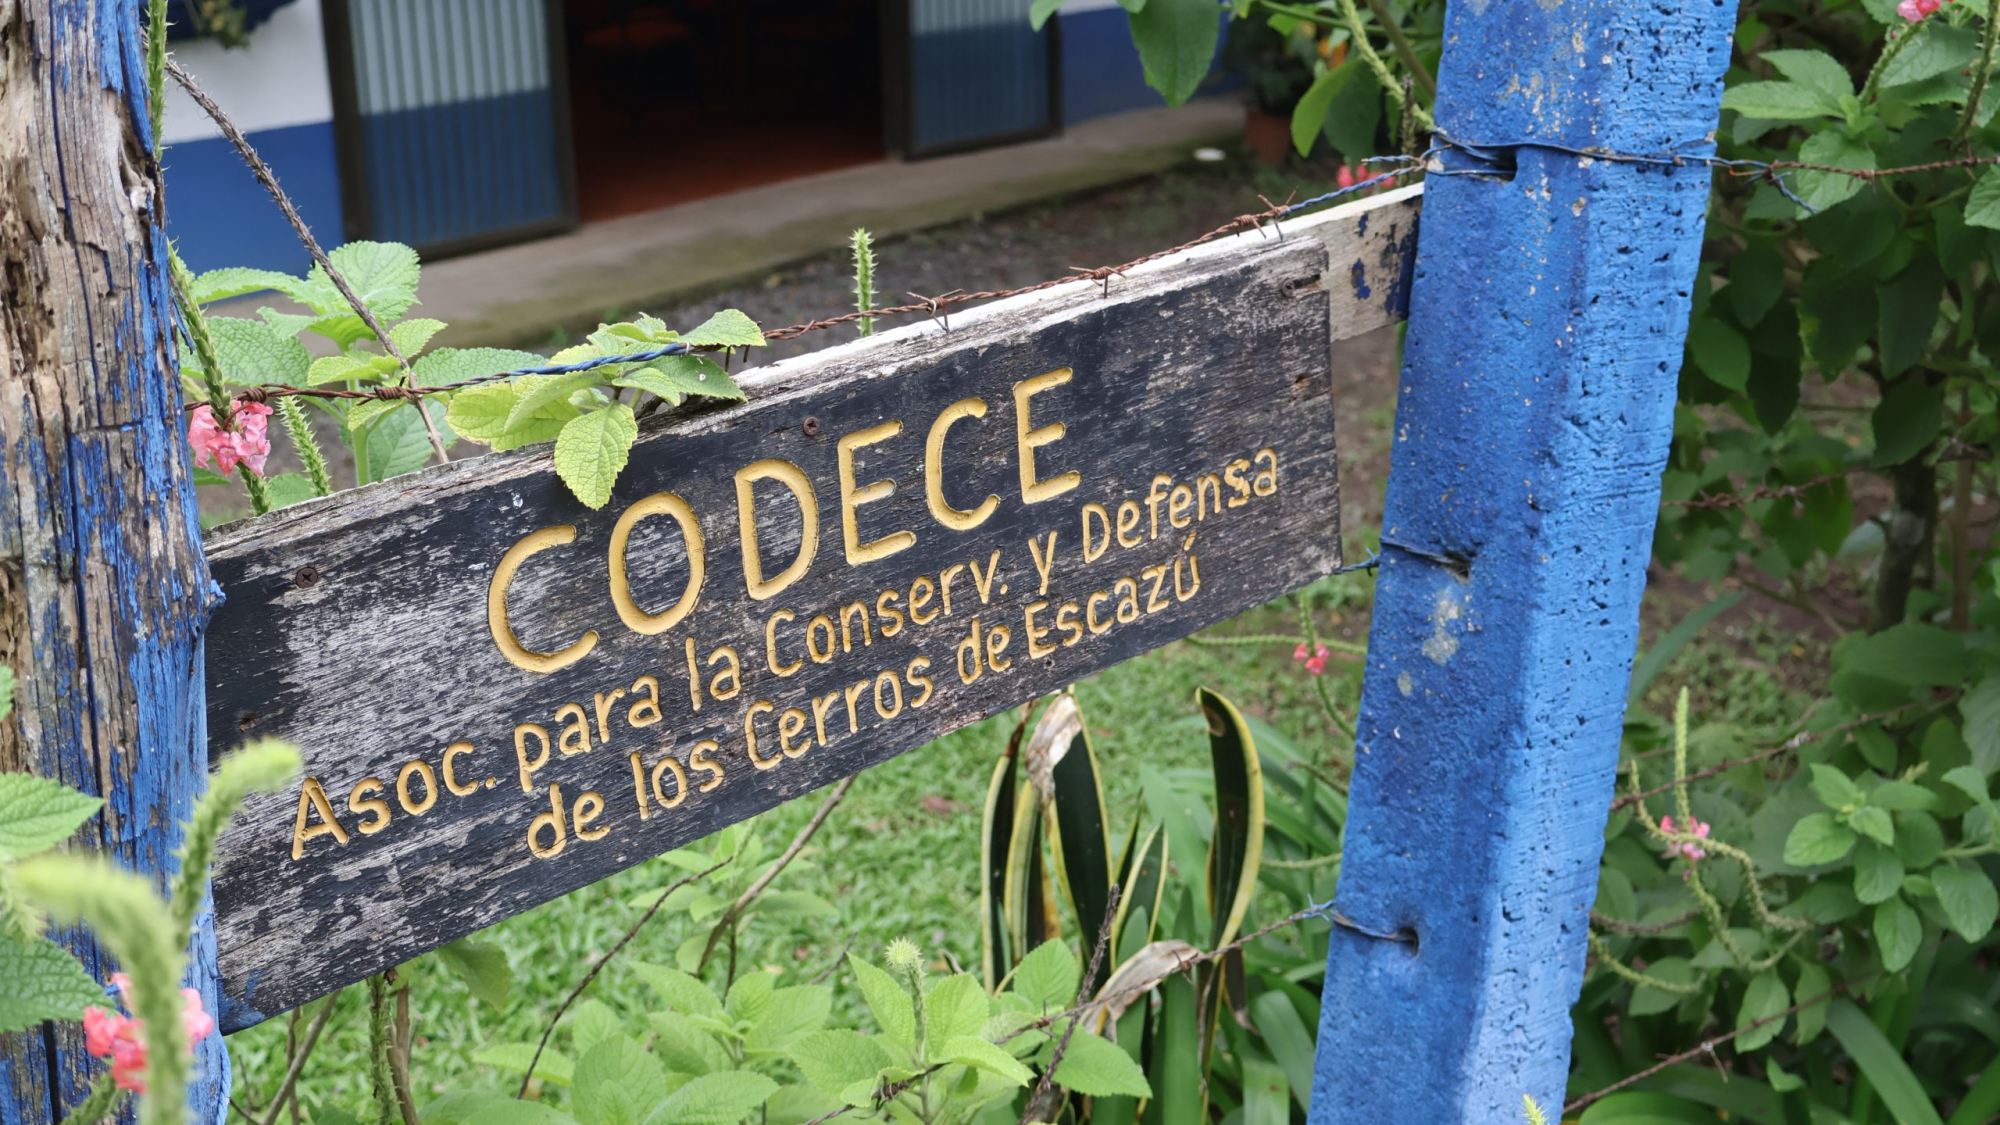 CODECE
Asoc. para la Conserv. y Defensa
de los Cerros de Escazú